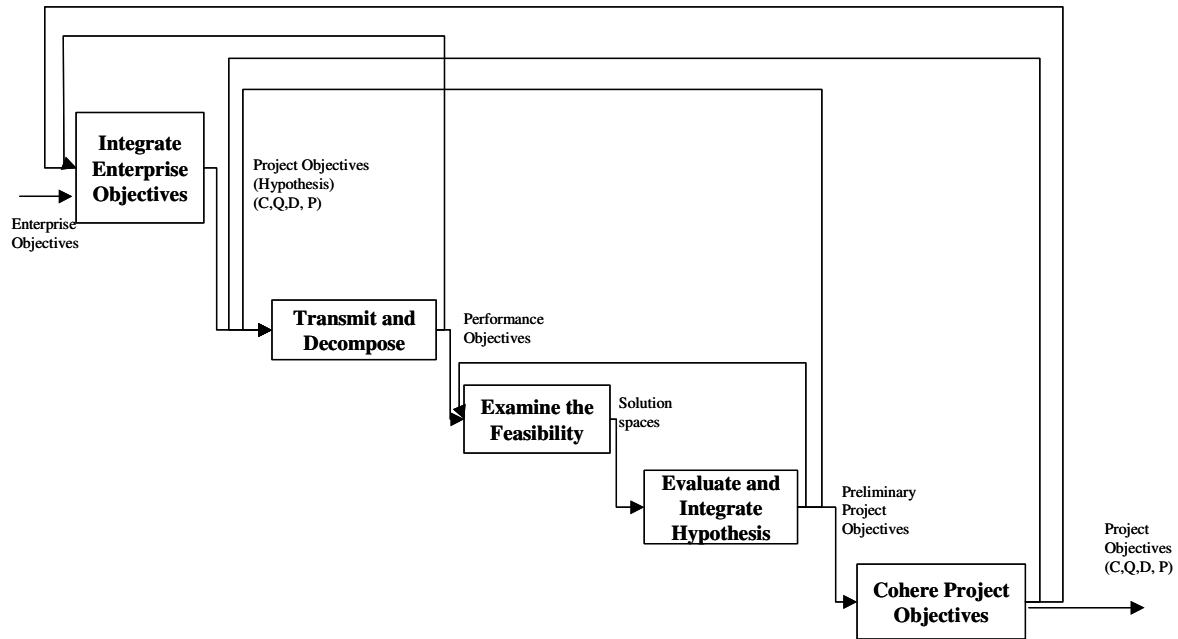 Integrate
Enterprise
Objectives
Enterprise
Objectives
Project Objectives
(Hypothesis)
(C,Q,D, P)
Transmit and
Decompose
Performance
Objectives
Examine the
Feasibility
Solution
spaces
Evaluate and
Integrate
Hypothesis
Preliminary
Project
Objectives
Cohere Project
Objectives
Project
Objectives
(C,Q,D, P)